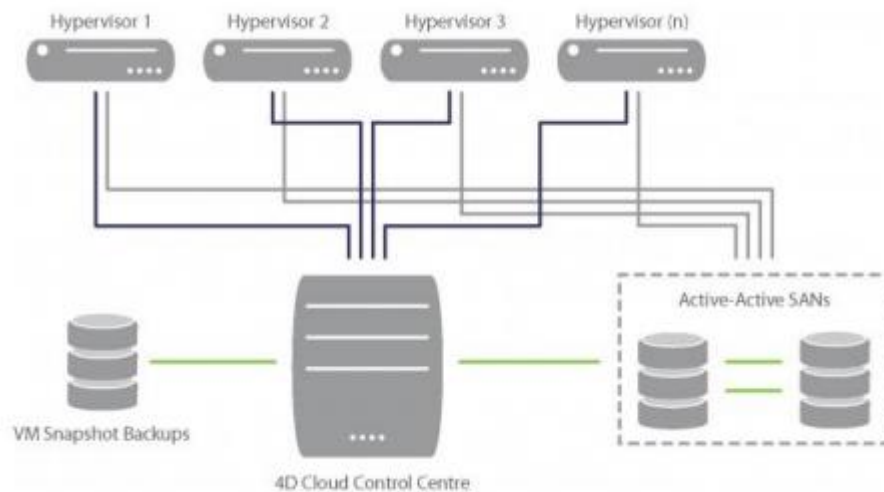 Hypervisor 1
Hypervisor 2
Hypervisor 3
Hypervisor (n)
Active-Active SANs
VM Snapshot Backups
4D Cloud Control Centre